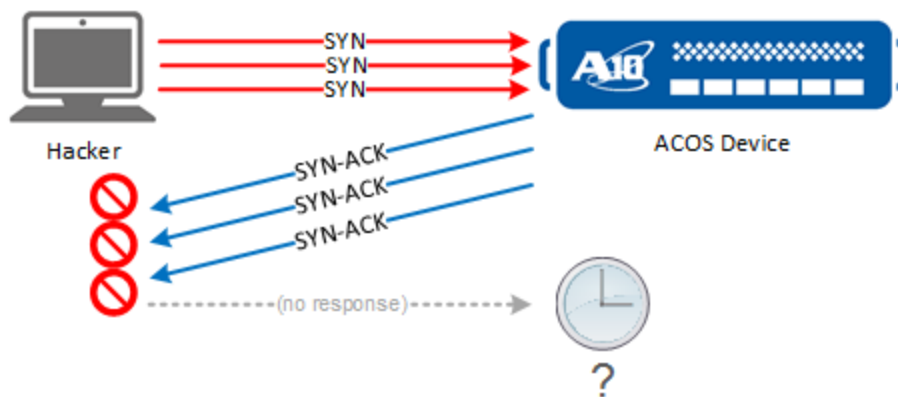 SYN
SYN
SYN
A10
Hacker
ACOS Device
SYN-ACK
SYN-ACK
SYN-ACK
(no response)
?